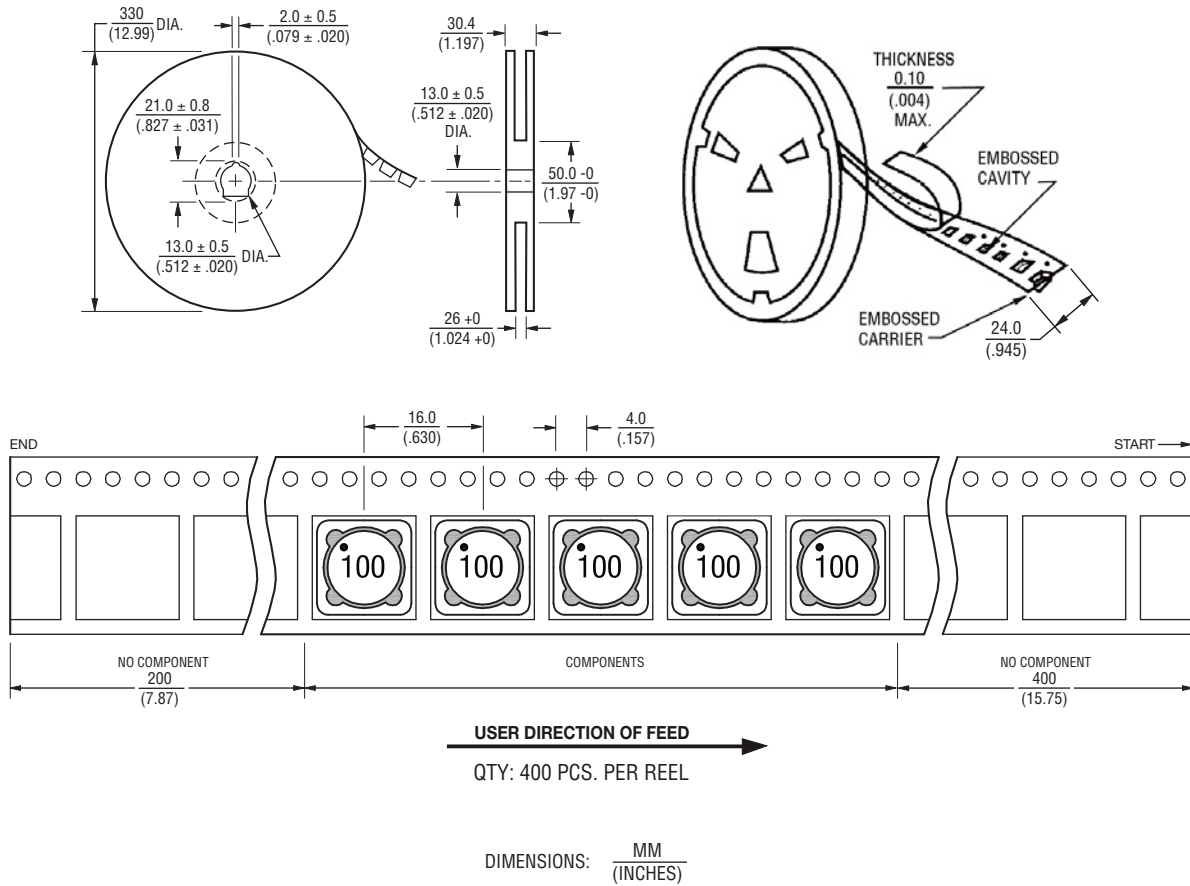 330
(12.99) DIA.
2.0 ± 0.5
(.079 ± .020)
21.0 ± 0.8
(.827 ± .031)
13.0 ± 0.5
(.512 ± .020) DIA.
30.4
(1.197)
13.0 ± 0.5
(.512 ± .020)
DIA.
50.0 -0
(1.97 -0)
26 +0
(1.024 +0)
THICKNESS
0.10
(.004)
MAX.
EMBOSSED
CAVITY
EMBOSSED
CARRIER
24.0
(.945)
16.0
(.630)
4.0
(.157)
END
START
100 100 100 100 100
NO COMPONENT
200
(7.87)
COMPONENTS
NO COMPONENT
400
(15.75)
USER DIRECTION OF FEED
QTY: 400 PCS. PER REEL
DIMENSIONS: MM
(INCHES)